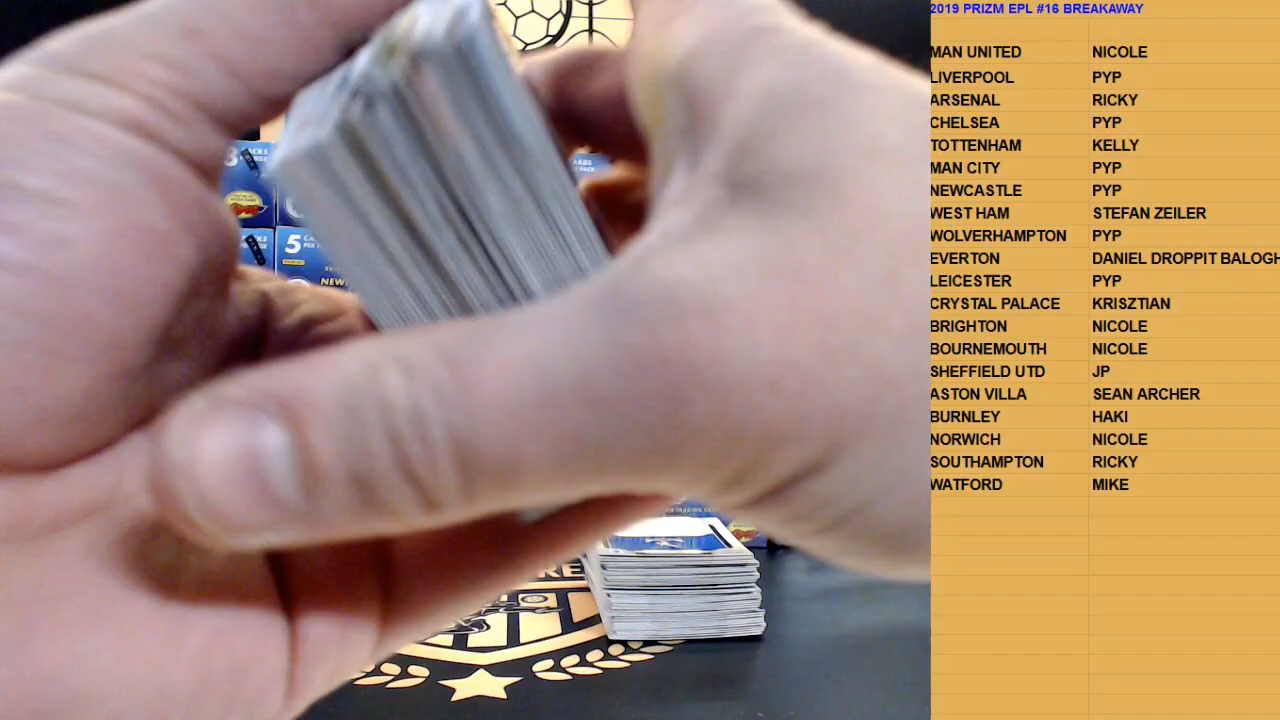 2019 PRIZM EPL #16 BREAKAWAY
MAN UNITED NICOLE
LIVERPOOL PYP
ARSENAL RICKY
CHELSEA PYP
TOTTENHAM KELLY
MAN CITY PYP
NEWCASTLE PYP
WEST HAM STEFAN ZEILER
WOLVERHAMPTON PYP
EVERTON DANIEL DROPPIT BALOGH
LEICESTER PYP
CRYSTAL PALACE KRISZTIAN
BRIGHTON NICOLE
BOURNEMOUTH NICOLE
SHEFFIELD UTD JP
ASTON VILLA SEAN ARCHER
BURNLEY HAKI
NORWICH NICOLE
SOUTHAMPTON RICKY
WATFORD MIKE
5